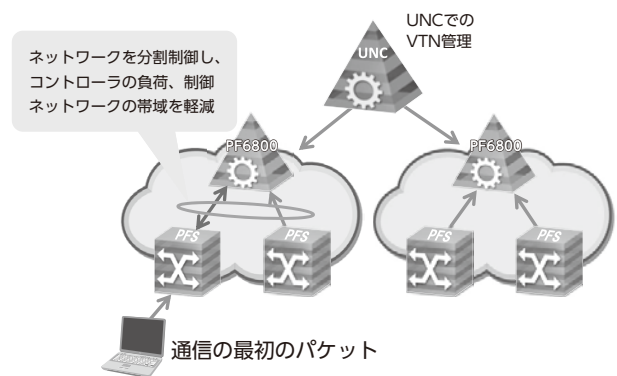 UNCでの
VTN管理
ネットワークを分割制御し、
コントローラの負荷、制御
ネットワークの帯域を軽減
UNC
PF6800
PF6800
PFS
PFS
PFS
PFS
通信の最初のパケット